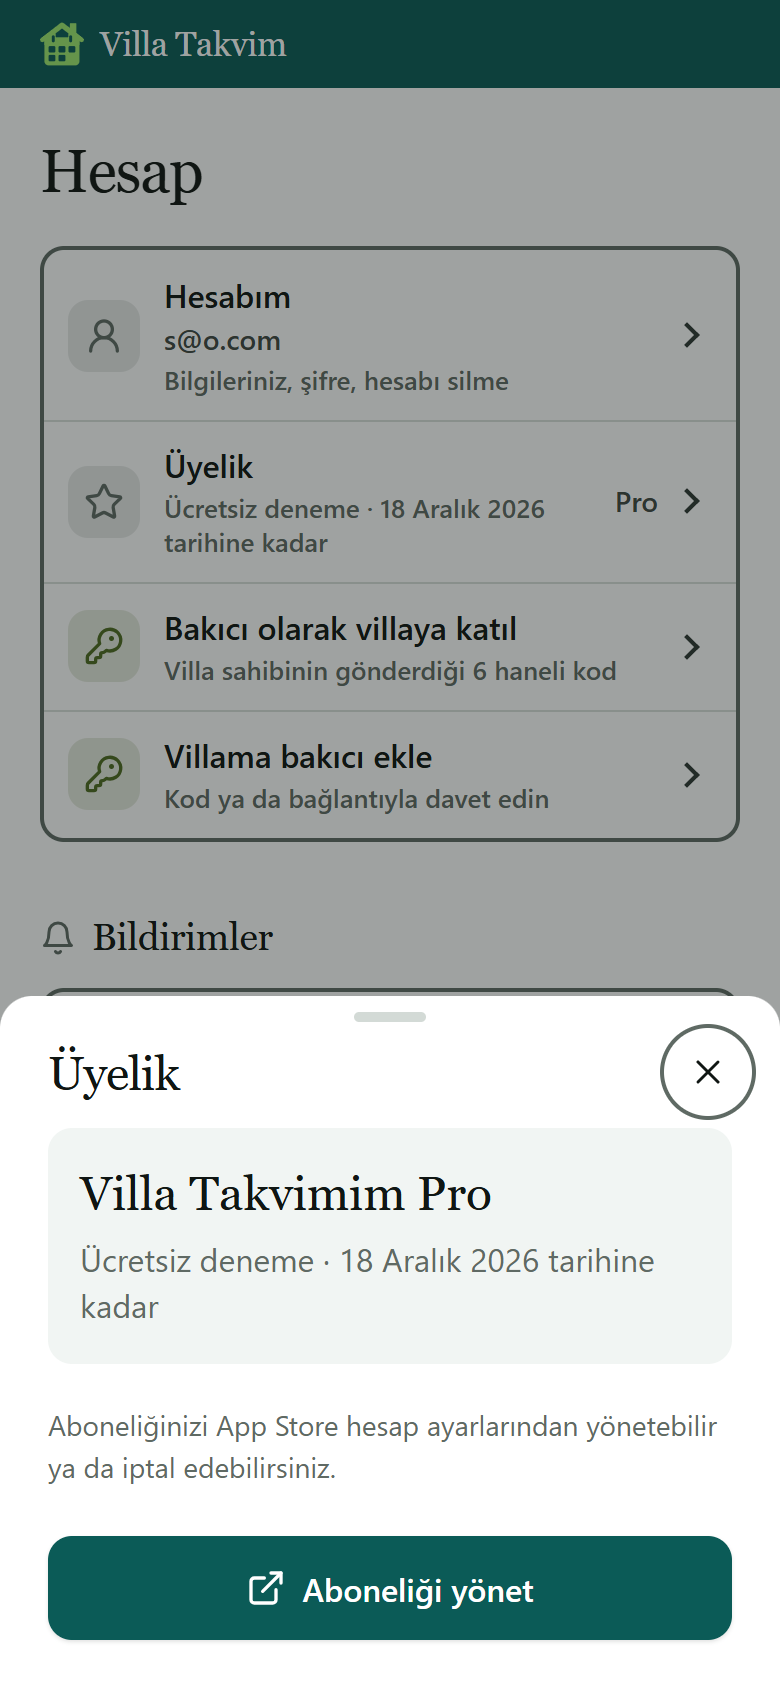 Villa Takvim
Hesap
Hesabım
s@o.com
Bilgileriniz, şifre, hesabı silme
Üyelik
Ücretsiz deneme · 18 Aralık 2026
tarihine kadar
Pro
Bakıcı olarak villaya katıl
Villa sahibinin gönderdiği 6 haneli kod
Villama bakıcı ekle
Kod ya da bağlantıyla davet edin
Bildirimler
Üyelik
Villa Takvimim Pro
Ücretsiz deneme · 18 Aralık 2026 tarihine
kadar
Aboneliğinizi App Store hesap ayarlarından yönetebilir
ya da iptal edebilirsiniz.
Aboneliği yönet